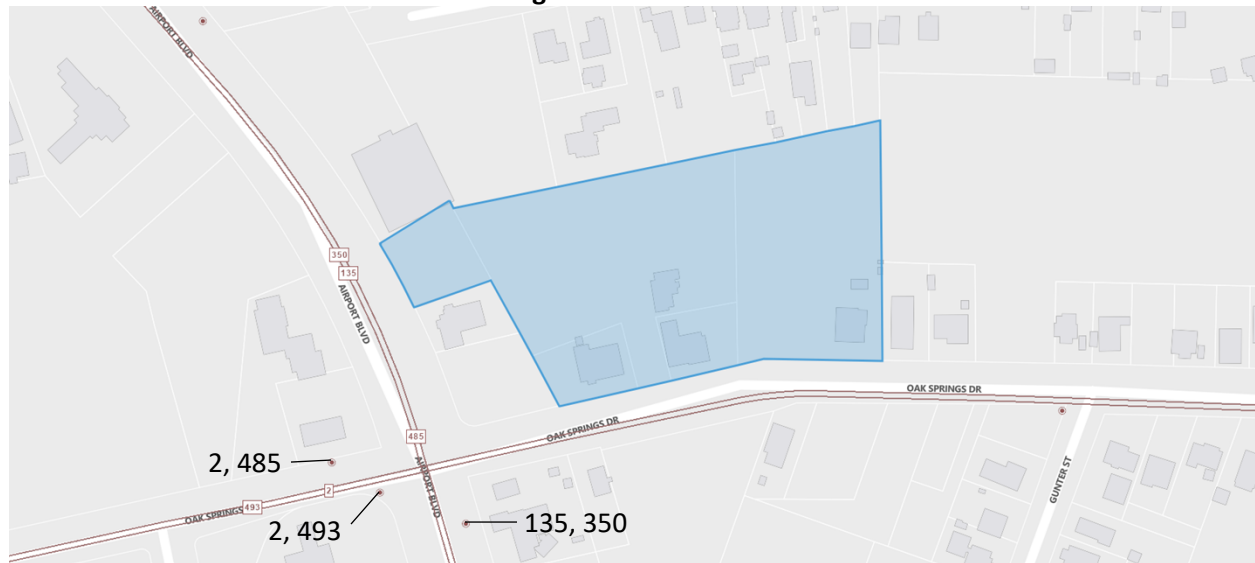 AIRPORT BLVD
350
135
AIRPORT BLVD
OAK SPRINGS DR
485
OAK SPRINGS DR
2, 485
AIRPORT BLVD
2
493
OAK SPRINGS
GUNTER ST
2, 493
135, 350